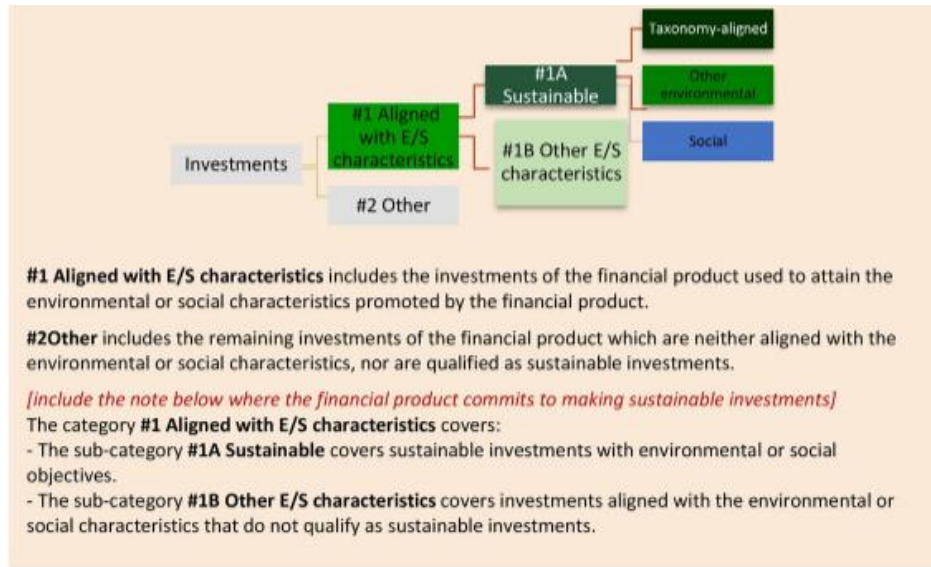 Taxonomy-aligned
#1A
Sustainable
Other
environmental
#1 Aligned
with E/S
characteristics
#1B Other E/S
characteristics
Social
Investments
#2 Other
#1 Aligned with E/S characteristics includes the investments of the financial product used to attain the
environmental or social characteristics promoted by the financial product.
#2Other includes the remaining investments of the financial product which are neither aligned with the
environmental or social characteristics, nor are qualified as sustainable investments.
[include the note below where the financial product commits to making sustainable investments]
The category #1 Aligned with E/S characteristics covers:
- The sub-category #1A Sustainable covers sustainable investments with environmental or social
objectives.
- The sub-category #1B Other E/S characteristics covers investments aligned with the environmental or
social characteristics that do not qualify as sustainable investments.